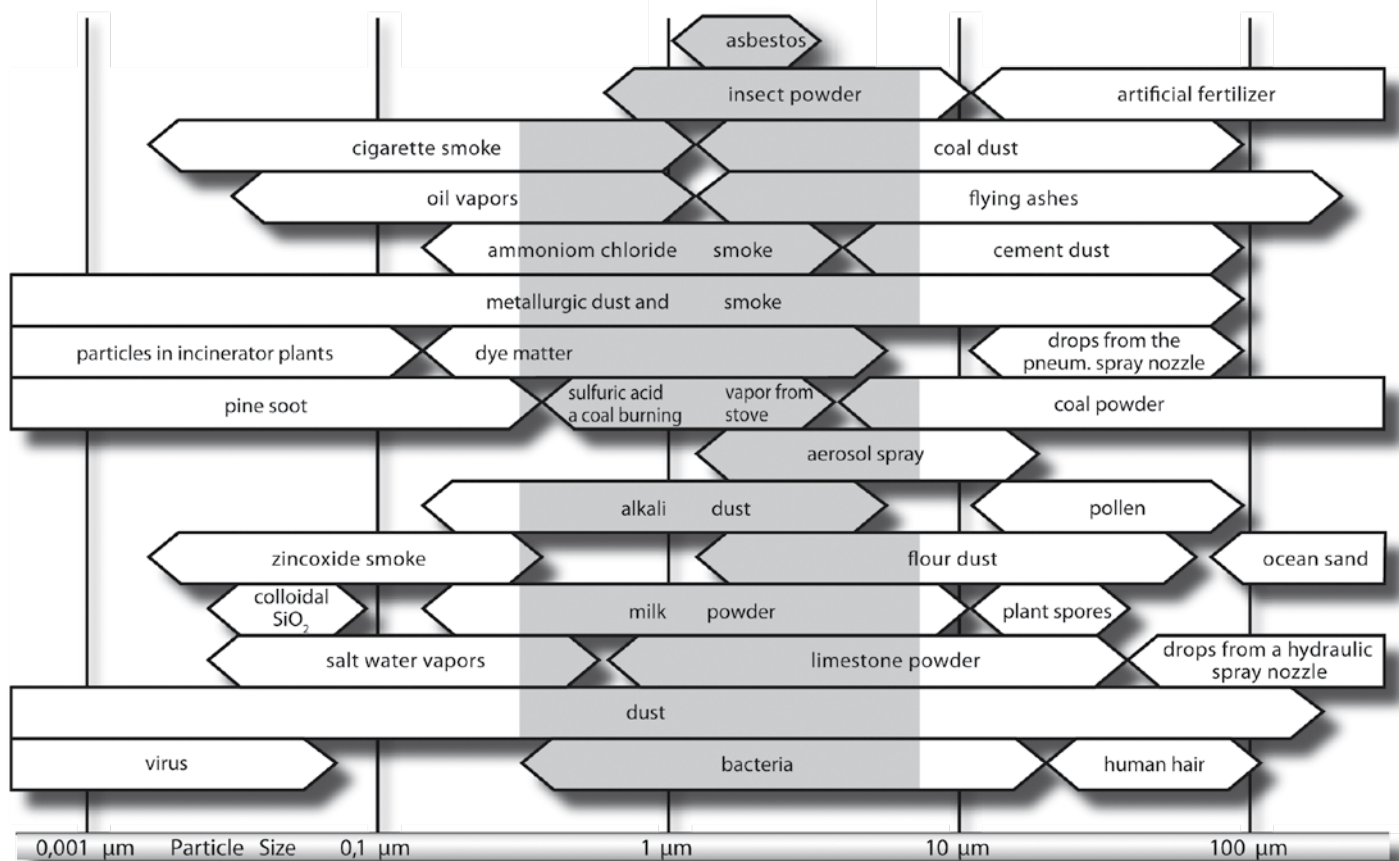 asbestos
insect powder
artificial fertilizer
cigarette smoke
coal dust
oil vapors
flying ashes
ammoniom chloride smoke
cement dust
metallurgic dust and smoke
particles in incinerator plants
dye matter
drops from the
pneum. spray nozzle
pine soot
sulfuric acid vapor from
a coal burning stove
coal powder
aerosol spray
alkali dust
pollen
zincoxide smoke
flour dust
ocean sand
colloidal
SiO₂
milk powder
plant spores
salt water vapors
limestone powder
drops from a hydraulic
spray nozzle
dust
virus
bacteria
human hair
0,001 µm Particle Size 0,1 µm 1 µm 10 µm 100 µm